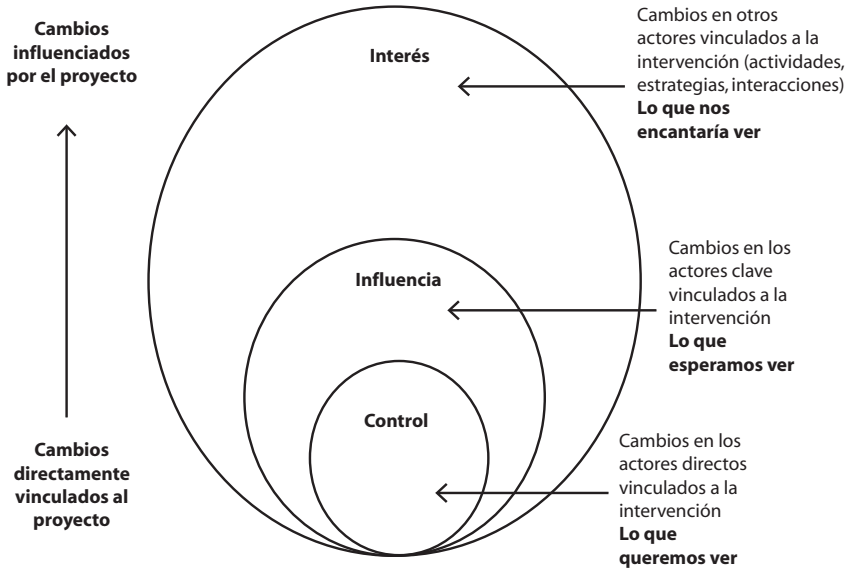 Cambios
influenciados
por el proyecto
Cambios
directamente
vinculados al
proyecto
Interés
Influencia
Control
Cambios en otros
actores vinculados a la
intervención (actividades,
estrategias, interacciones)
Lo que nos
encantaría ver
Cambios en los
actores clave
vinculados a la
intervención
Lo que
esperamos ver
Cambios en los
actores directos
vinculados a la
intervención
Lo que
queremos ver